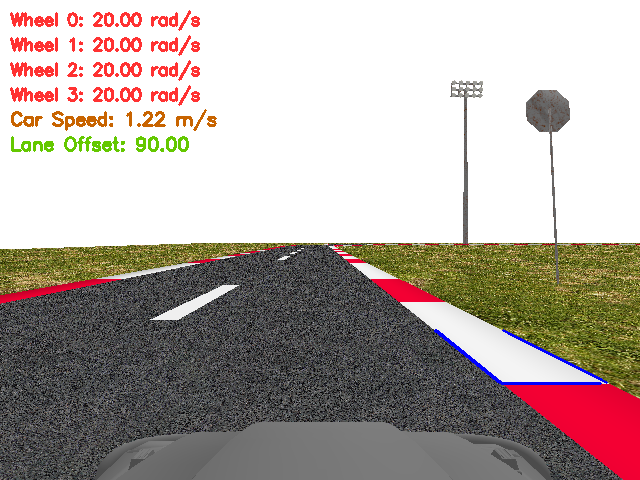 Wheel 0: 20.00 rad/s
Wheel 1: 20.00 rad/s
Wheel 2: 20.00 rad/s
Wheel 3: 20.00 rad/s
Car Speed: 1.22 m/s
Lane Offset: 90.00